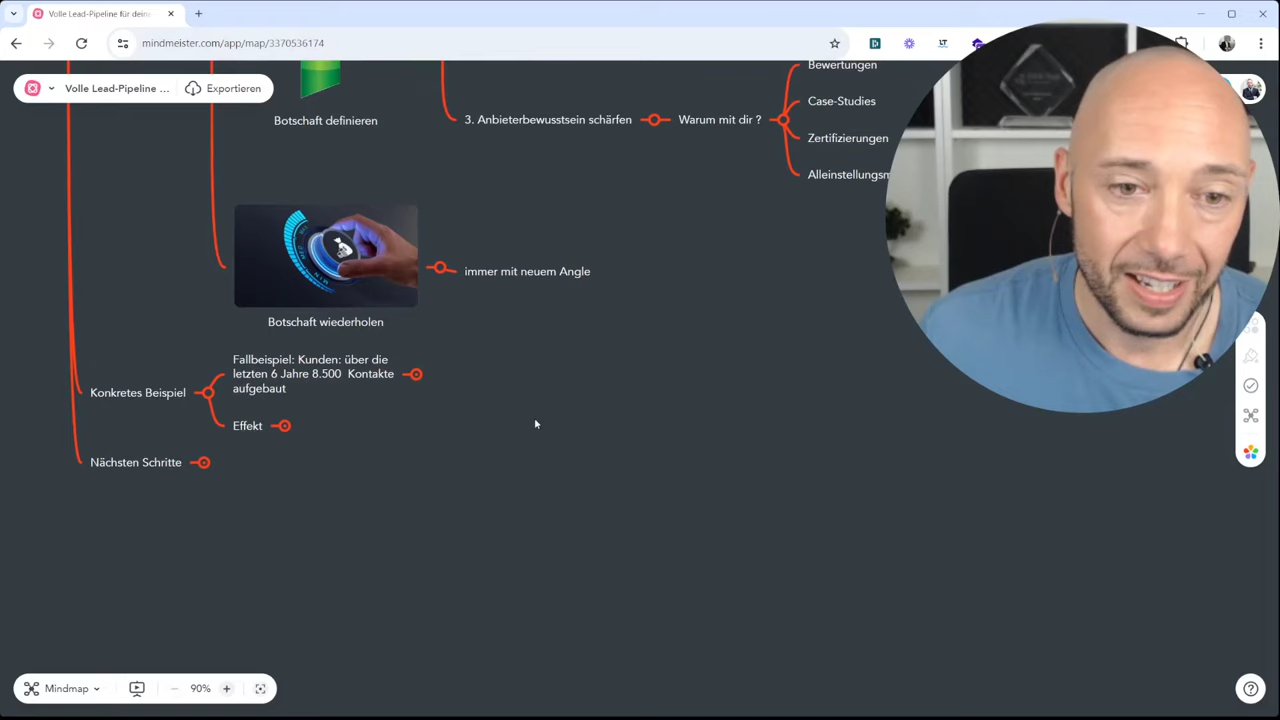 Volle Lead-Pipeline für dein
mindmeister.com/app/map/3370536174
LT
Volle Lead-Pipeline ...
Exportieren
Bewertungen
Botschaft definieren
Case-Studies
3. Anbieterbewusstsein schärfen
Warum mit dir ?
Zertifizierungen
Alleinstellungsm
immer mit neuem Angle
Botschaft wiederholen
Fallbeispiel: Kunden: über die
letzten 6 Jahre 8.500 Kontakte
aufgebaut
Konkretes Beispiel
Effekt
Nächsten Schritte
Mindmap
90%